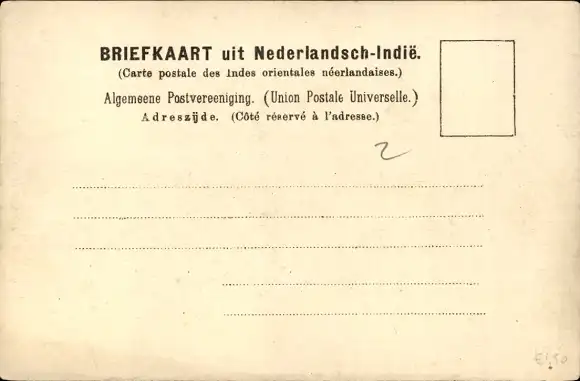 BRIEFKAART uit Nederlandsch-Indië.
(Carte postale des Indes orientales néerlandaises.)
Algemeene Postvereeniging. (Union Postale Universelle.)
Adreszijde. (Côté réservé à l'adresse.)
2